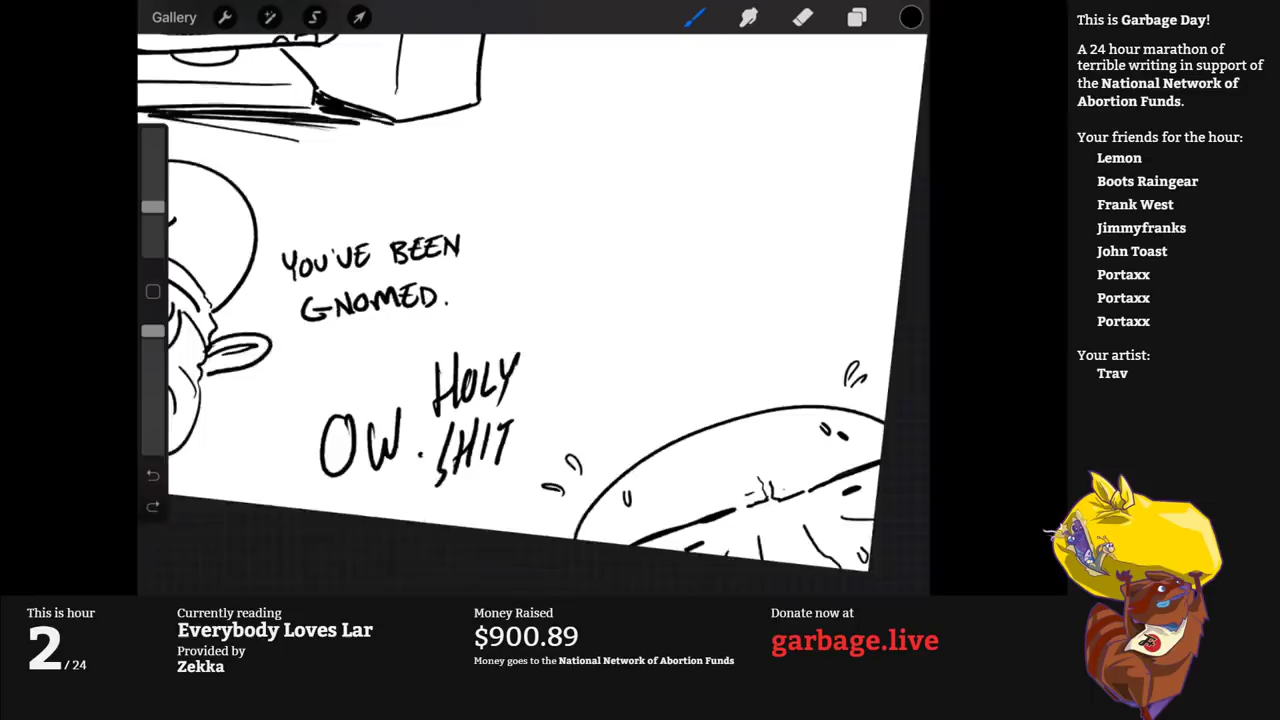 Gallery
YOU'VE BEEN
GNOMED.
HOLY
OW.
SHIT
This is Garbage Day!
A 24 hour marathon of
terrible writing in support of
the National Network of
Abortion Funds.
Your friends for the hour:
Lemon
Boots Raingear
Frank West
Jimmyfranks
John Toast
Portaxx
Portaxx
Portaxx
Your artist:
Trav
This is hour
2 / 24
Currently reading
Everybody Loves Lar
Provided by
Zekka
Money Raised
$900.89
Money goes to the National Network of Abortion Funds
Donate now at
garbage.live